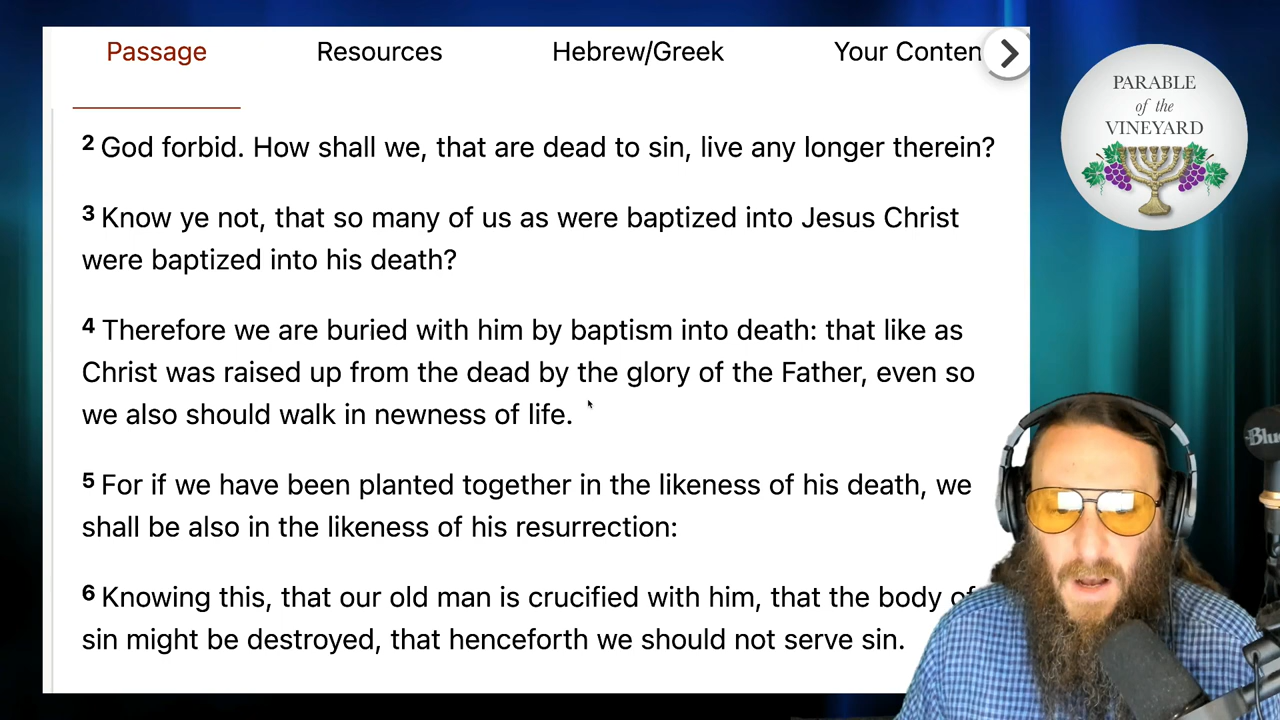 Passage
Resources
Hebrew/Greek
Your Conten
PARABLE
of the
VINEYARD
2 God forbid. How shall we, that are dead to sin, live any longer therein?
3 Know ye not, that so many of us as were baptized into Jesus Christ
were baptized into his death?
4 Therefore we are buried with him by baptism into death: that like as
Christ was raised up from the dead by the glory of the Father, even so
we also should walk in newness of life.
5 For if we have been planted together in the likeness of his death, we
shall be also in the likeness of his resurrection:
6 Knowing this, that our old man is crucified with him, that the body of
sin might be destroyed, that henceforth we should not serve sin.
Blu